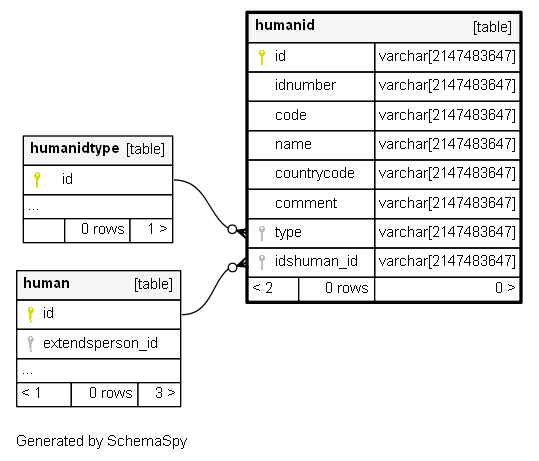 humanid [table]
id varchar[2147483647]
idnumber varchar[2147483647]
code varchar[2147483647]
name varchar[2147483647]
countrycode varchar[2147483647]
comment varchar[2147483647]
type varchar[2147483647]
idshuman_id varchar[2147483647]
< 2 0 rows 0 >
humanidtype [table]
id
...
0 rows 1 >
human [table]
id
extendsperson_id
...
< 1 0 rows 3 >
Generated by SchemaSpy